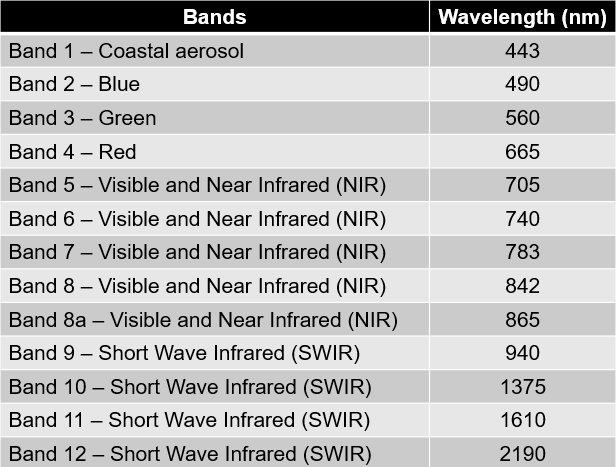 Bands Wavelength (nm)
Band 1 – Coastal aerosol 443
Band 2 – Blue 490
Band 3 – Green 560
Band 4 – Red 665
Band 5 – Visible and Near Infrared (NIR) 705
Band 6 – Visible and Near Infrared (NIR) 740
Band 7 – Visible and Near Infrared (NIR) 783
Band 8 – Visible and Near Infrared (NIR) 842
Band 8a – Visible and Near Infrared (NIR) 865
Band 9 – Short Wave Infrared (SWIR) 940
Band 10 – Short Wave Infrared (SWIR) 1375
Band 11 – Short Wave Infrared (SWIR) 1610
Band 12 – Short Wave Infrared (SWIR) 2190